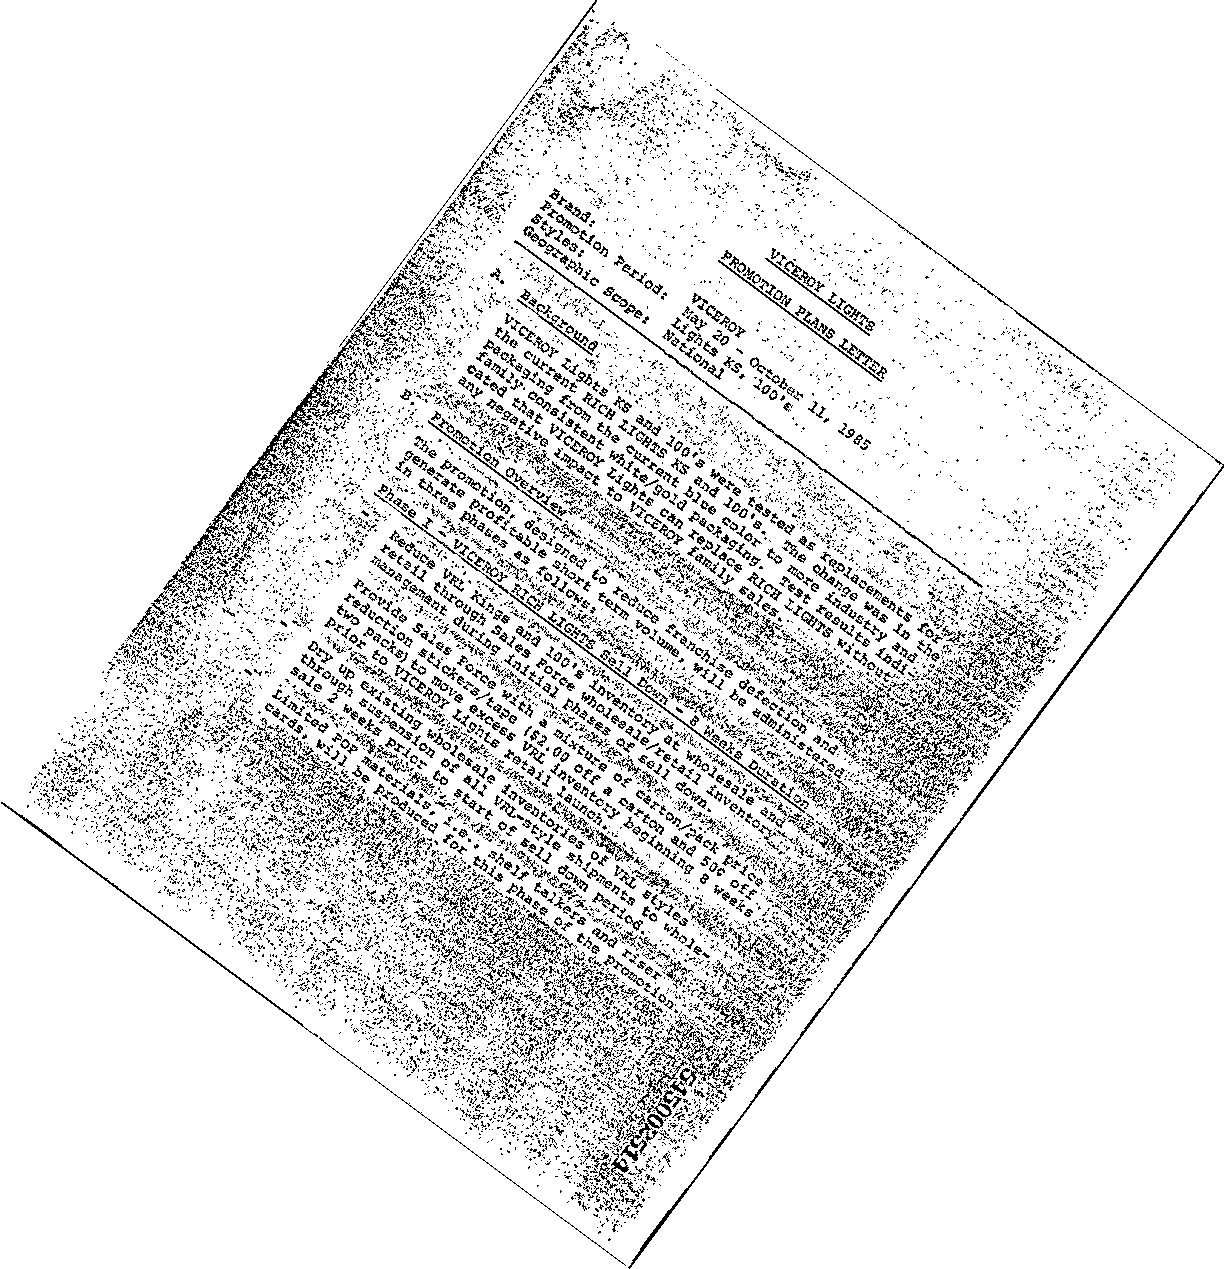 VICEROY LIGHTS
PROMOTION PLANS LETTER
Brand: VICEROY
Promotion Period: May 20 - October 11, 1985
Styles: Lights KS, 100's
Geographic Scope: National
A. Background
VICEROY Lights KS and 100's were tested as replacements for
the current RICH LIGHTS KS and 100's. The change was in the
packaging from the current blue color to more industry and
family consistent white/gold packaging. Test results indi-
cated that VICEROY Lights can replace RICH LIGHTS without
any negative impact to VICEROY family sales.
B. Promotion Overview
The promotion, designed to reduce franchise defection and
generate profitable short term volume, will be administered
in three phases as follows:
Phase I - VICEROY RICH LIGHTS Sell Down - 8 Weeks Duration
Reduce VRL Kings and 100's inventory at wholesale and
retail through Sales Force wholesale/retail inventory
management during initial phase of sell down.
Provide Sales Force with a mixture of carton/pack price
reduction stickers/tape ($2.00 off a carton and 50¢ off
two packs) to move excess VRL inventory beginning 8 weeks
prior to VICEROY Lights retail launch.
Dry up existing wholesale inventories of VRL styles
through suspension of all VRL style shipments to whole-
sale 2 weeks prior to start of sell down period.
Limited POP materials, i.e., shelf talkers and riser
cards, will be produced for this phase of the promotion.